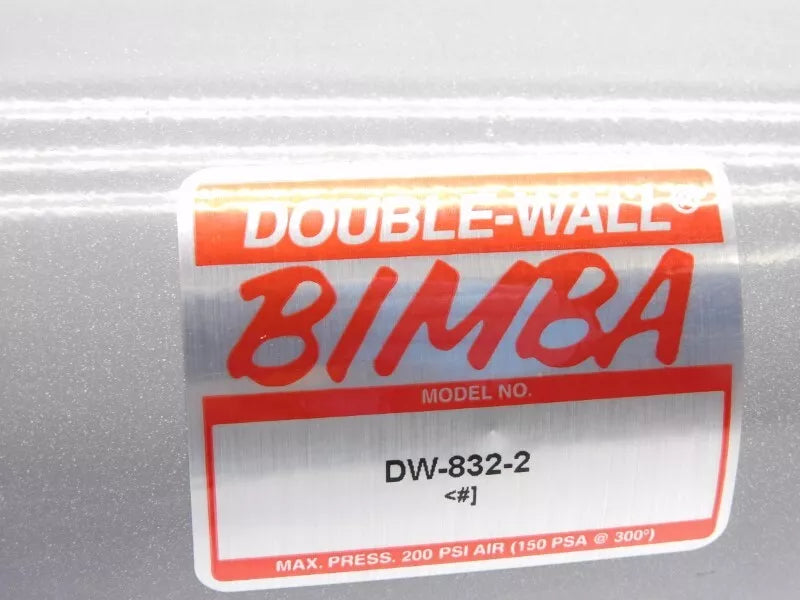 DOUBLE-WALL®
BIMBA
MODEL NO.
DW-832-2
<#]
MAX. PRESS. 200 PSI AIR (150 PSA @ 300°)